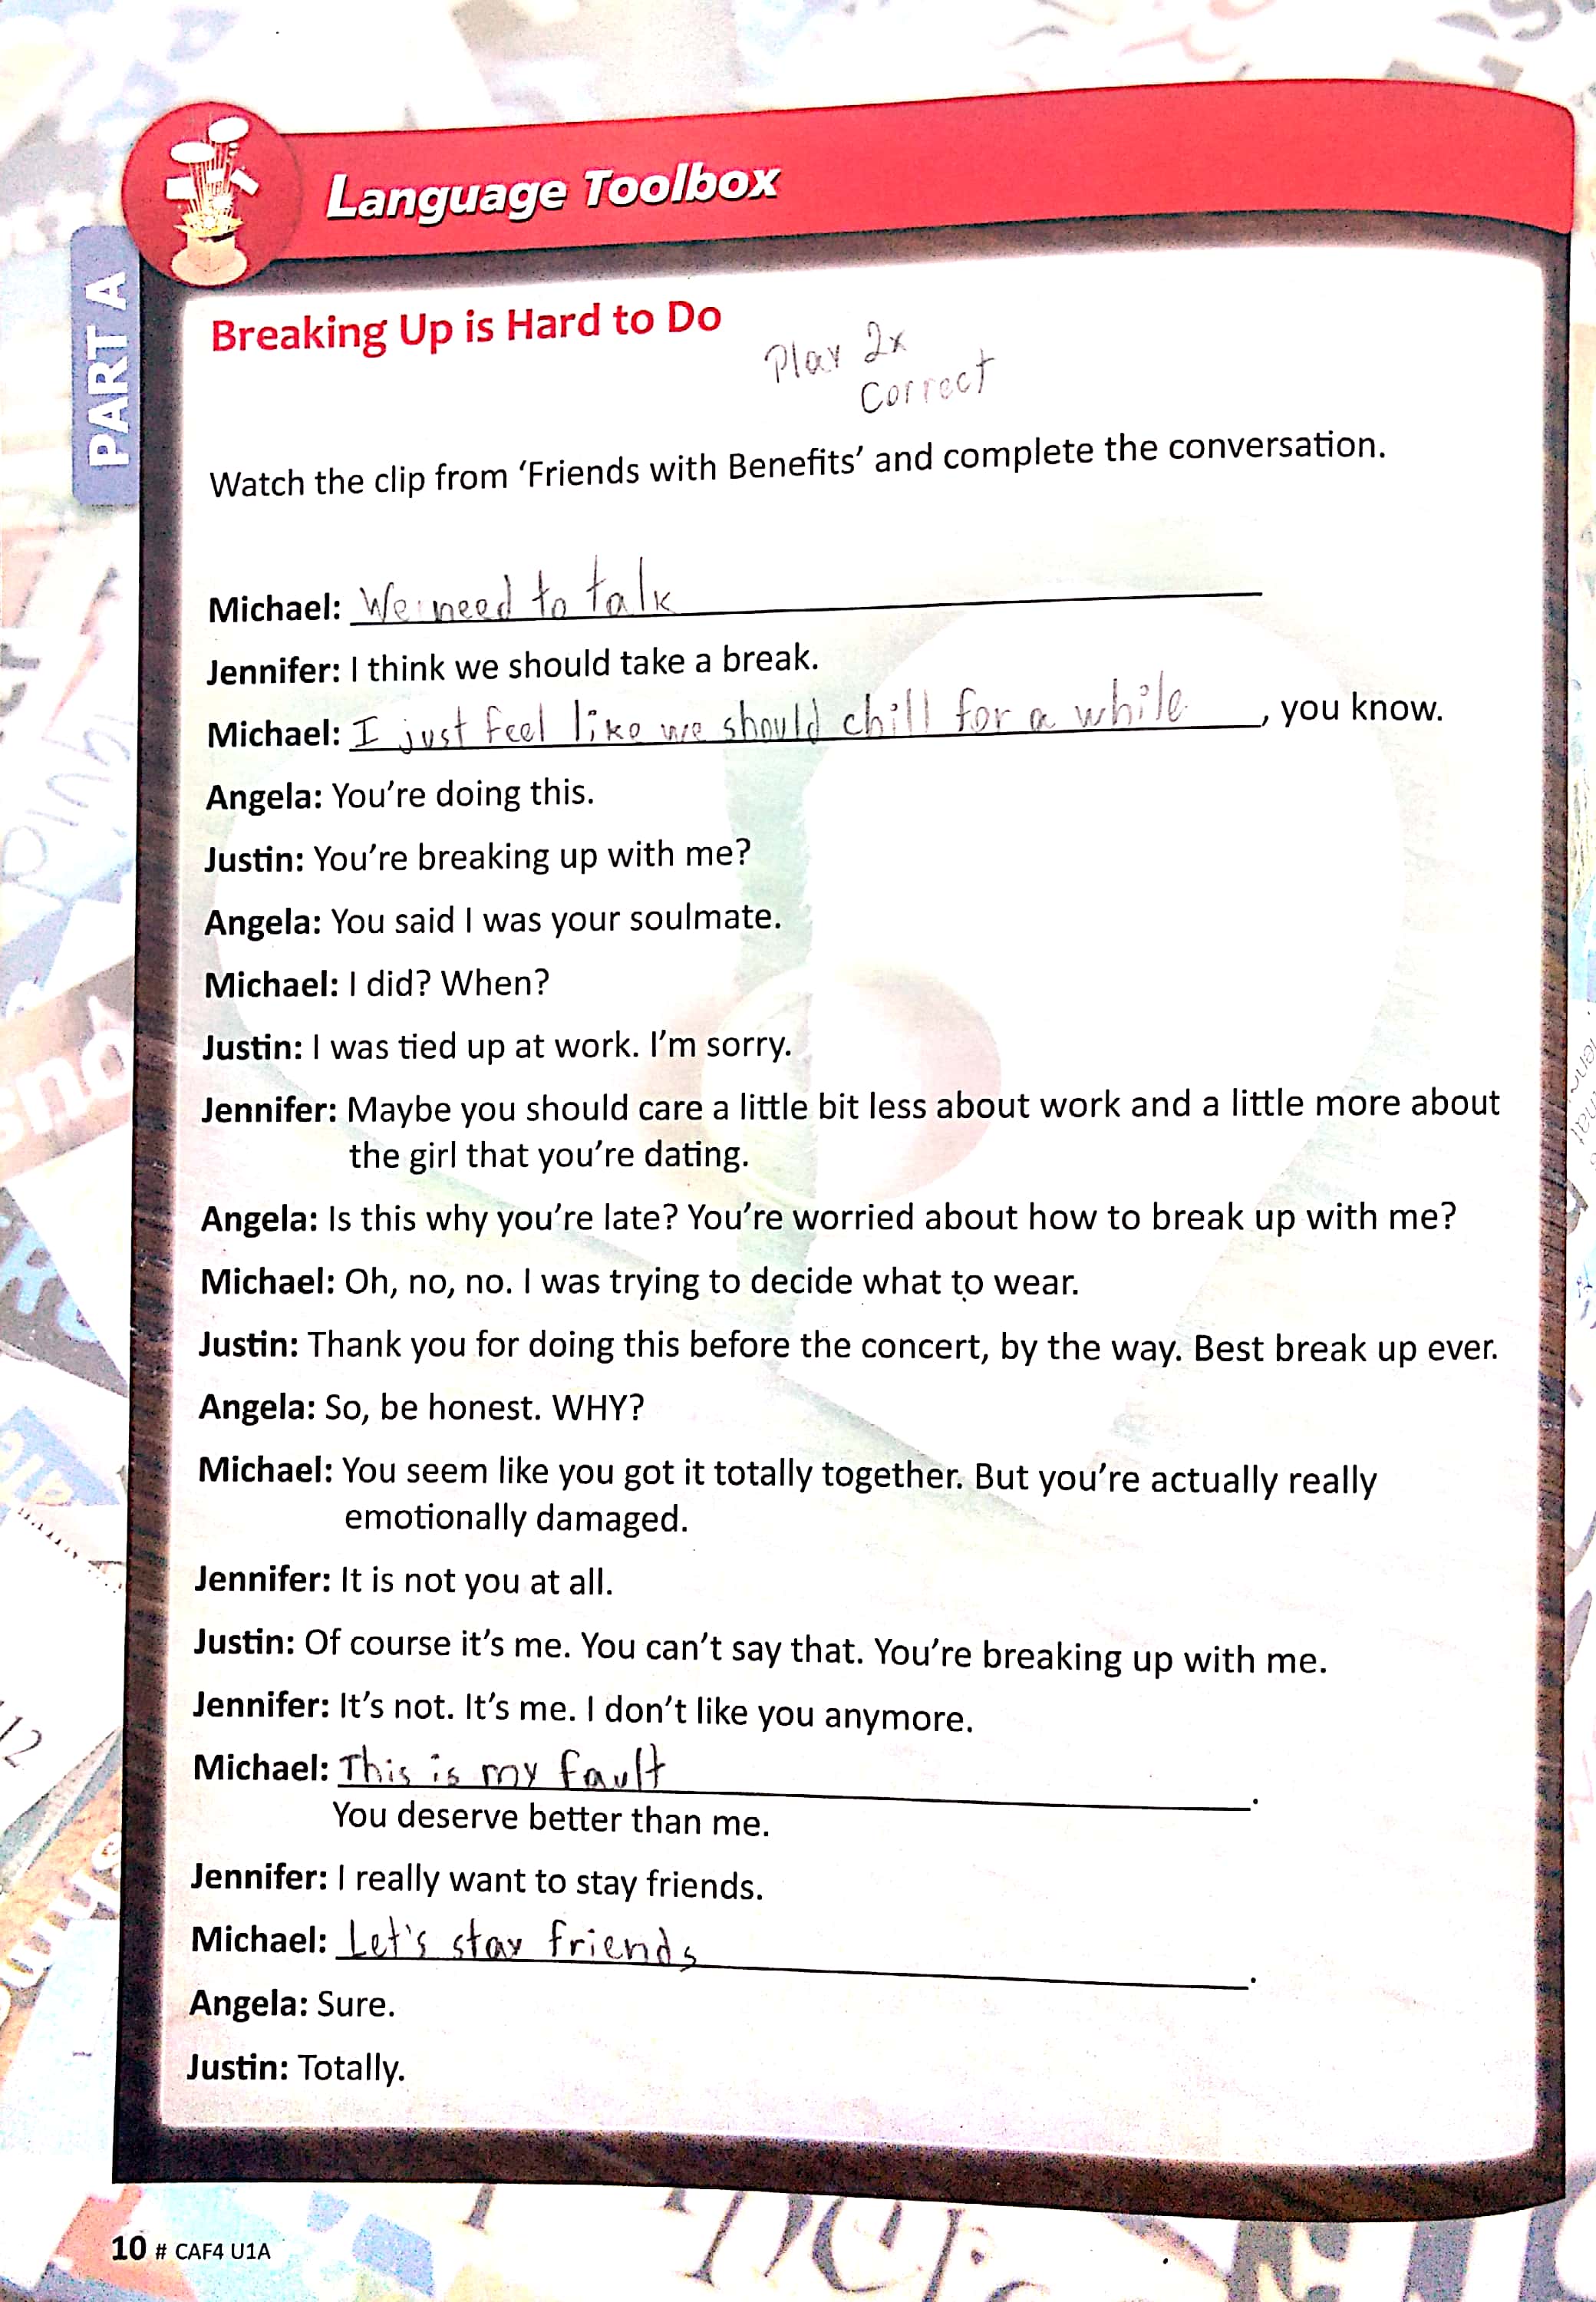 Language Toolbox
PART A
Breaking Up is Hard to Do
Play 2x
Correct
Watch the clip from ‘Friends with Benefits’ and complete the conversation.
Michael: We need to talk
Jennifer: I think we should take a break.
Michael: I just feel like we should chill for a while, you know.
Angela: You’re doing this.
Justin: You’re breaking up with me?
Angela: You said I was your soulmate.
Michael: I did? When?
Justin: I was tied up at work. I’m sorry.
Jennifer: Maybe you should care a little bit less about work and a little more about
the girl that you’re dating.
Angela: Is this why you’re late? You’re worried about how to break up with me?
Michael: Oh, no, no. I was trying to decide what to wear.
Justin: Thank you for doing this before the concert, by the way. Best break up ever.
Angela: So, be honest. WHY?
Michael: You seem like you got it totally together. But you’re actually really
emotionally damaged.
Jennifer: It is not you at all.
Justin: Of course it’s me. You can’t say that. You’re breaking up with me.
Jennifer: It’s not. It’s me. I don’t like you anymore.
Michael: This is my fault.
You deserve better than me.
Jennifer: I really want to stay friends.
Michael: Let's stay friends.
Angela: Sure.
Justin: Totally.
10 # CAF4 U1A